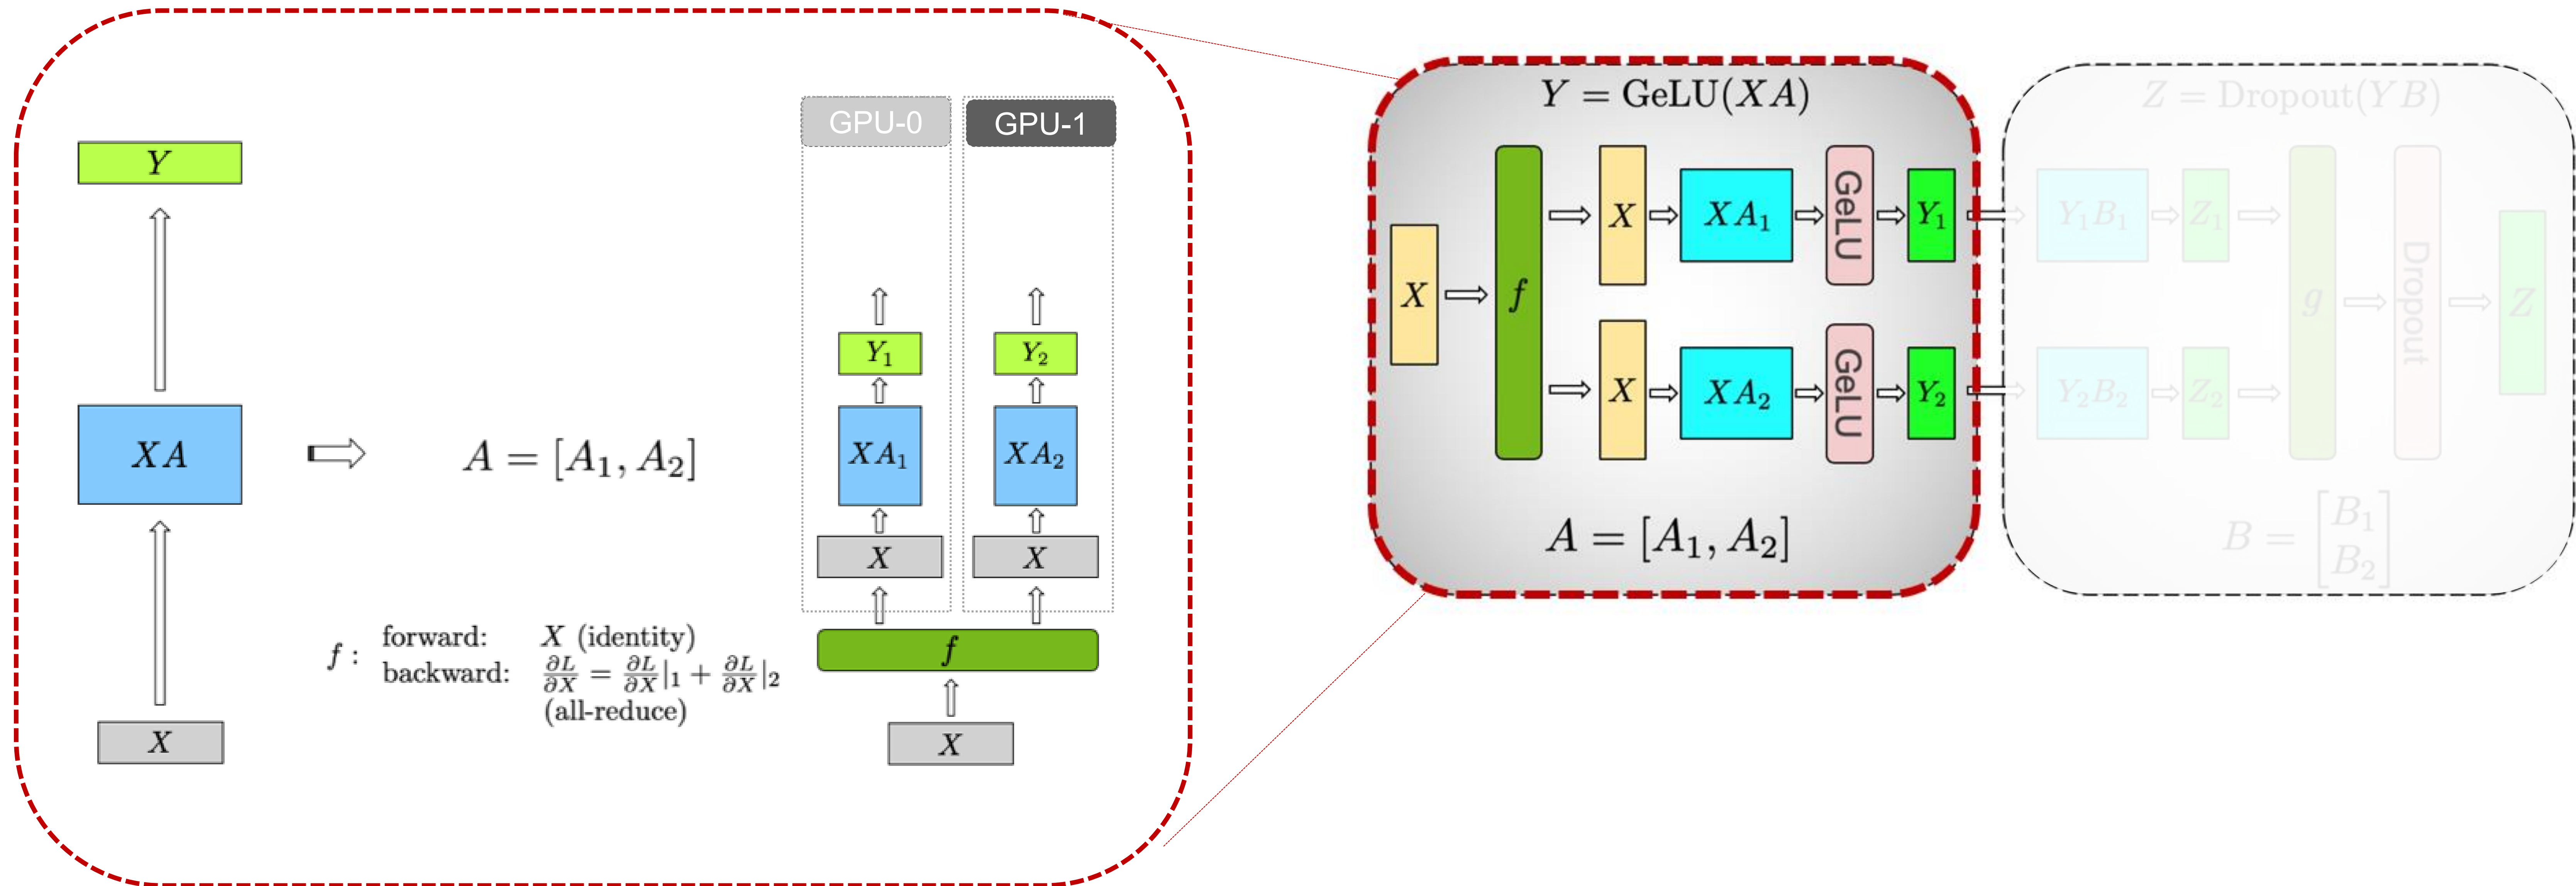 Y
XA
X
A = [A₁, A₂]
f :
forward: X (identity)
backward: ∂L/∂X = ∂L/∂X|₁ + ∂L/∂X|₂
(all-reduce)
GPU-0
GPU-1
Y₁
Y₂
XA₁
XA₂
X
X
f
X
Y = GeLU(XA)
X
f
X
XA₁
GeLU
Y₁
X
XA₂
GeLU
Y₂
A = [A₁, A₂]
Z = Dropout(YB)
Y₁B₁
Z₁
Y₂B₂
Z₂
g
Dropout
Z
B = [B₁
B₂]